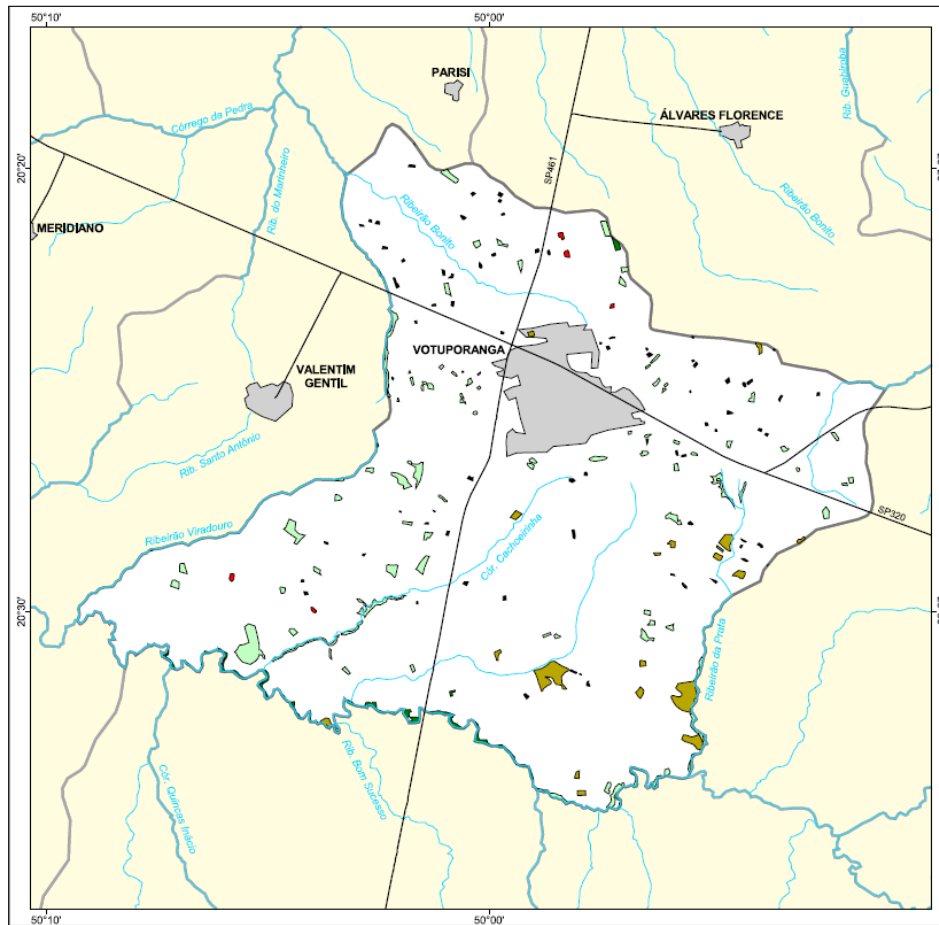 50°10'
50°00'
PARISI
ÁLVARES FLORENCE
Rib. Guabiruba
Córrego da Pedra
SP461
20°20'
Rib. do Marinheiro
Ribeirão Bonito
Ribeirão Bonito
MERIDIANO
VOTUPORANGA
VALENTIM
GENTIL
Rib. Santo Antônio
Ribeirão Viradouro
SP320
Cór. Cachoeirinha
20°30'
Ribeirão da Prata
Rib. Bom Sucesso
Cór. Quincas Inácio
50°10'
50°00'